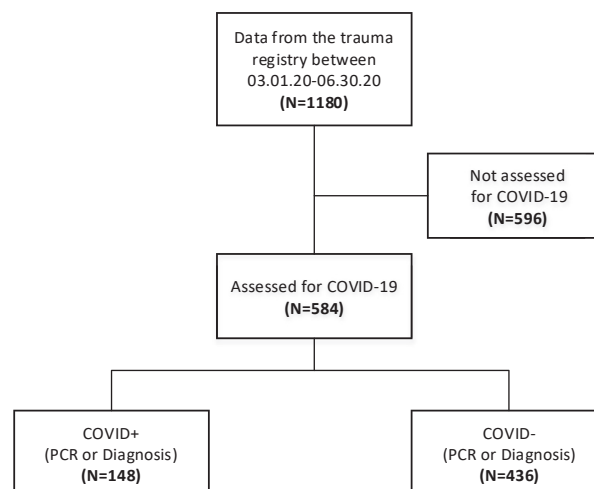 Data from the trauma
registry between
03.01.20-06.30.20
(N=1180)
Not assessed
for COVID-19
(N=596)
Assessed for COVID-19
(N=584)
COVID+
(PCR or Diagnosis)
(N=148)
COVID-
(PCR or Diagnosis)
(N=436)